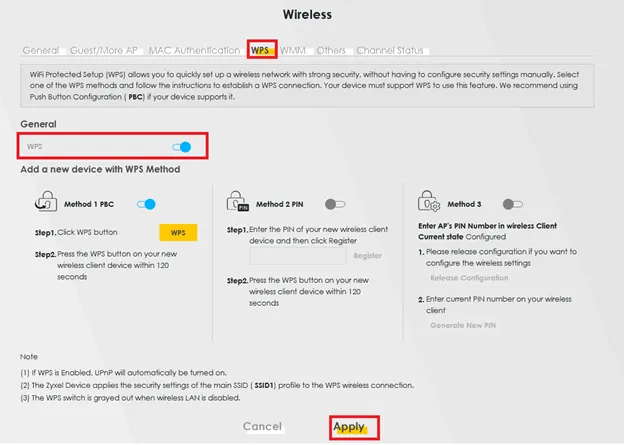 Wireless
General Guest/More AP MAC Authentication WPS WMM Others Channel Status
WiFi Protected Setup (WPS) allows you to quickly set up a wireless network with strong security, without having to configure security settings manually. Select
one of the WPS methods and follow the instructions to establish a WPS connection. Your device must support WPS to use this feature. We recommend using
Push Button Configuration ( PBC) if your device supports it.
General
WPS
Add a new device with WPS Method
Method 1 PBC
Step1. Click WPS button WPS
Step2. Press the WPS button on your new
wireless client device within 120
seconds
PIN
Method 2 PIN
Step1. Enter the PIN of your new wireless client
device and then click Register
Register
Step2. Press the WPS button on your new
wireless client device within 120
seconds
Method 3
Enter AP's PIN Number in wireless Client
Current state Configured
1. Please release configuration if you want to
configure the wireless settings
Release Configuration
2. Enter current PIN number on your wireless
client
Generate New PIN
Note
(1) If WPS is Enabled, UPnP will automatically be turned on.
(2) The Zyxel Device applies the security settings of the main SSID ( SSID1) profile to the WPS wireless connection.
(3) The WPS switch is grayed out when wireless LAN is disabled.
Cancel Apply